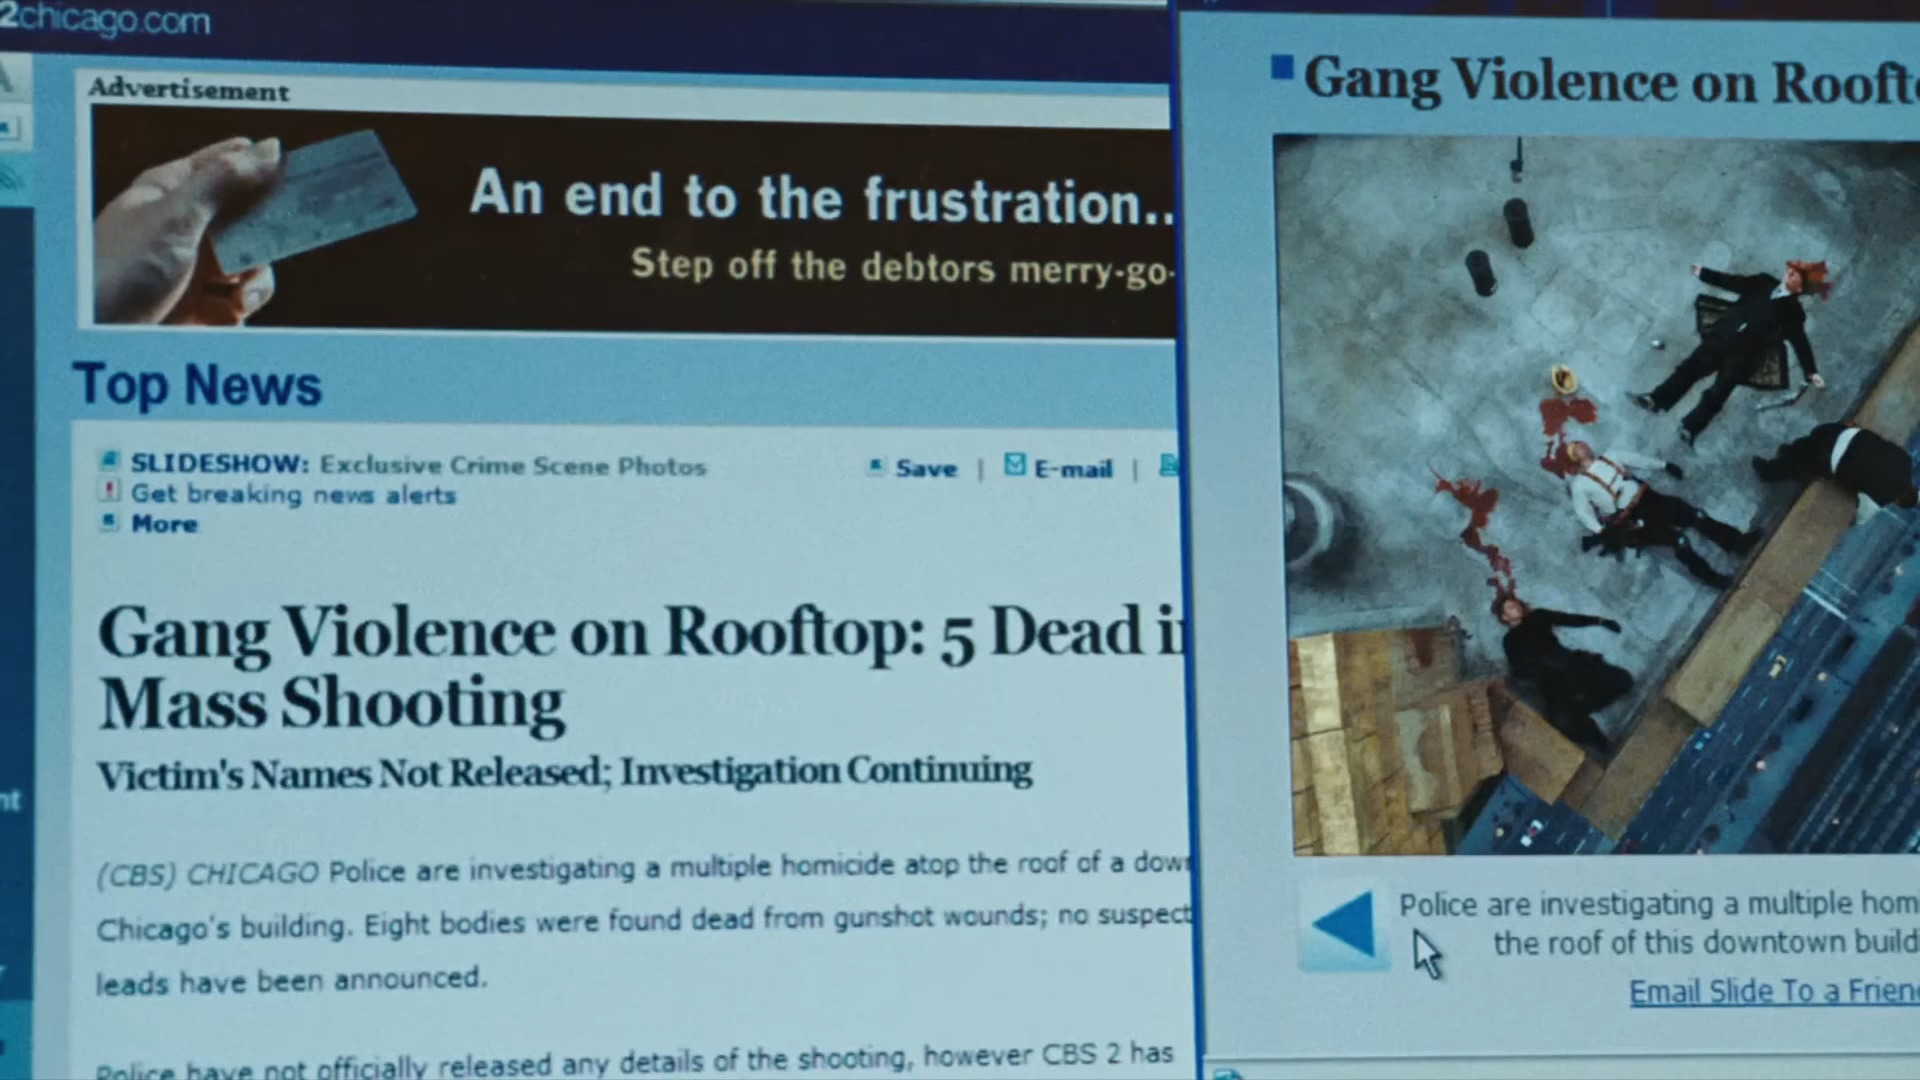 2chicago.com
Advertisement
An end to the frustration..
Step off the debtors merry-go-
Top News
SLIDESHOW: Exclusive Crime Scene Photos
Save | E-mail |
Get breaking news alerts
More
Gang Violence on Rooftop: 5 Dead i
Mass Shooting
Victim's Names Not Released; Investigation Continuing
(CBS) CHICAGO Police are investigating a multiple homicide atop the roof of a dow
Chicago's building. Eight bodies were found dead from gunshot wounds; no suspect
leads have been announced.
Police have not officially released any details of the shooting, however CBS 2 has
nt
Gang Violence on Rooft
Police are investigating a multiple hom
the roof of this downtown build
Email Slide To a Frien